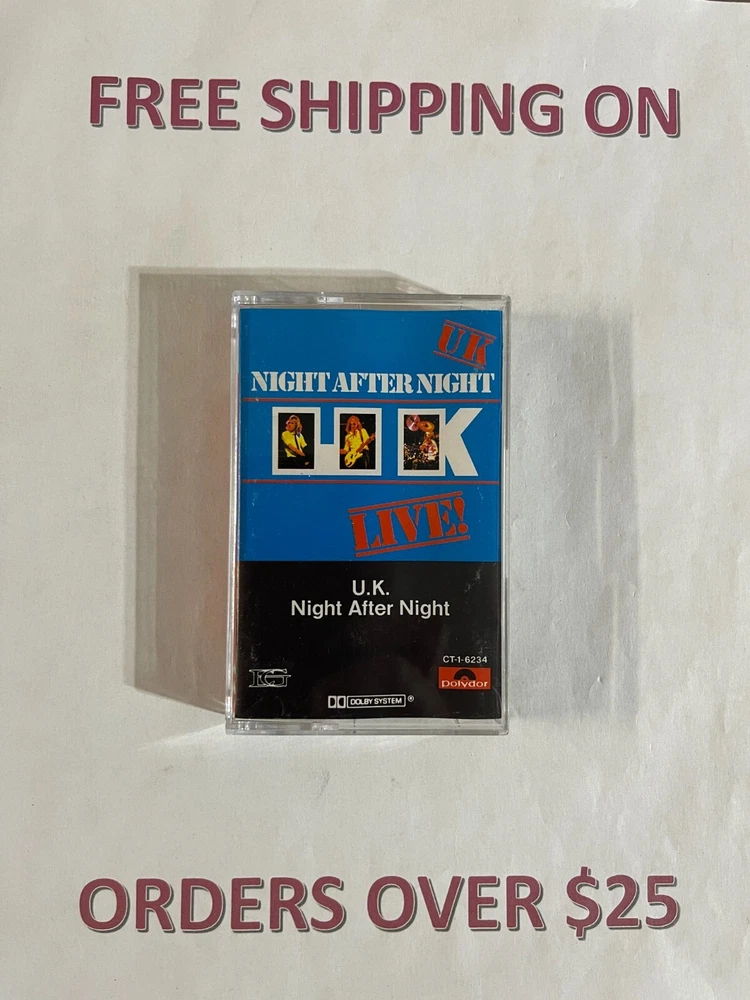 FREE SHIPPING ON
UK
NIGHT AFTER NIGHT
UK
LIVE!
U.K.
Night After Night
CT-1-6234
EG
polydor
DOLBY SYSTEM ®
ORDERS OVER $25